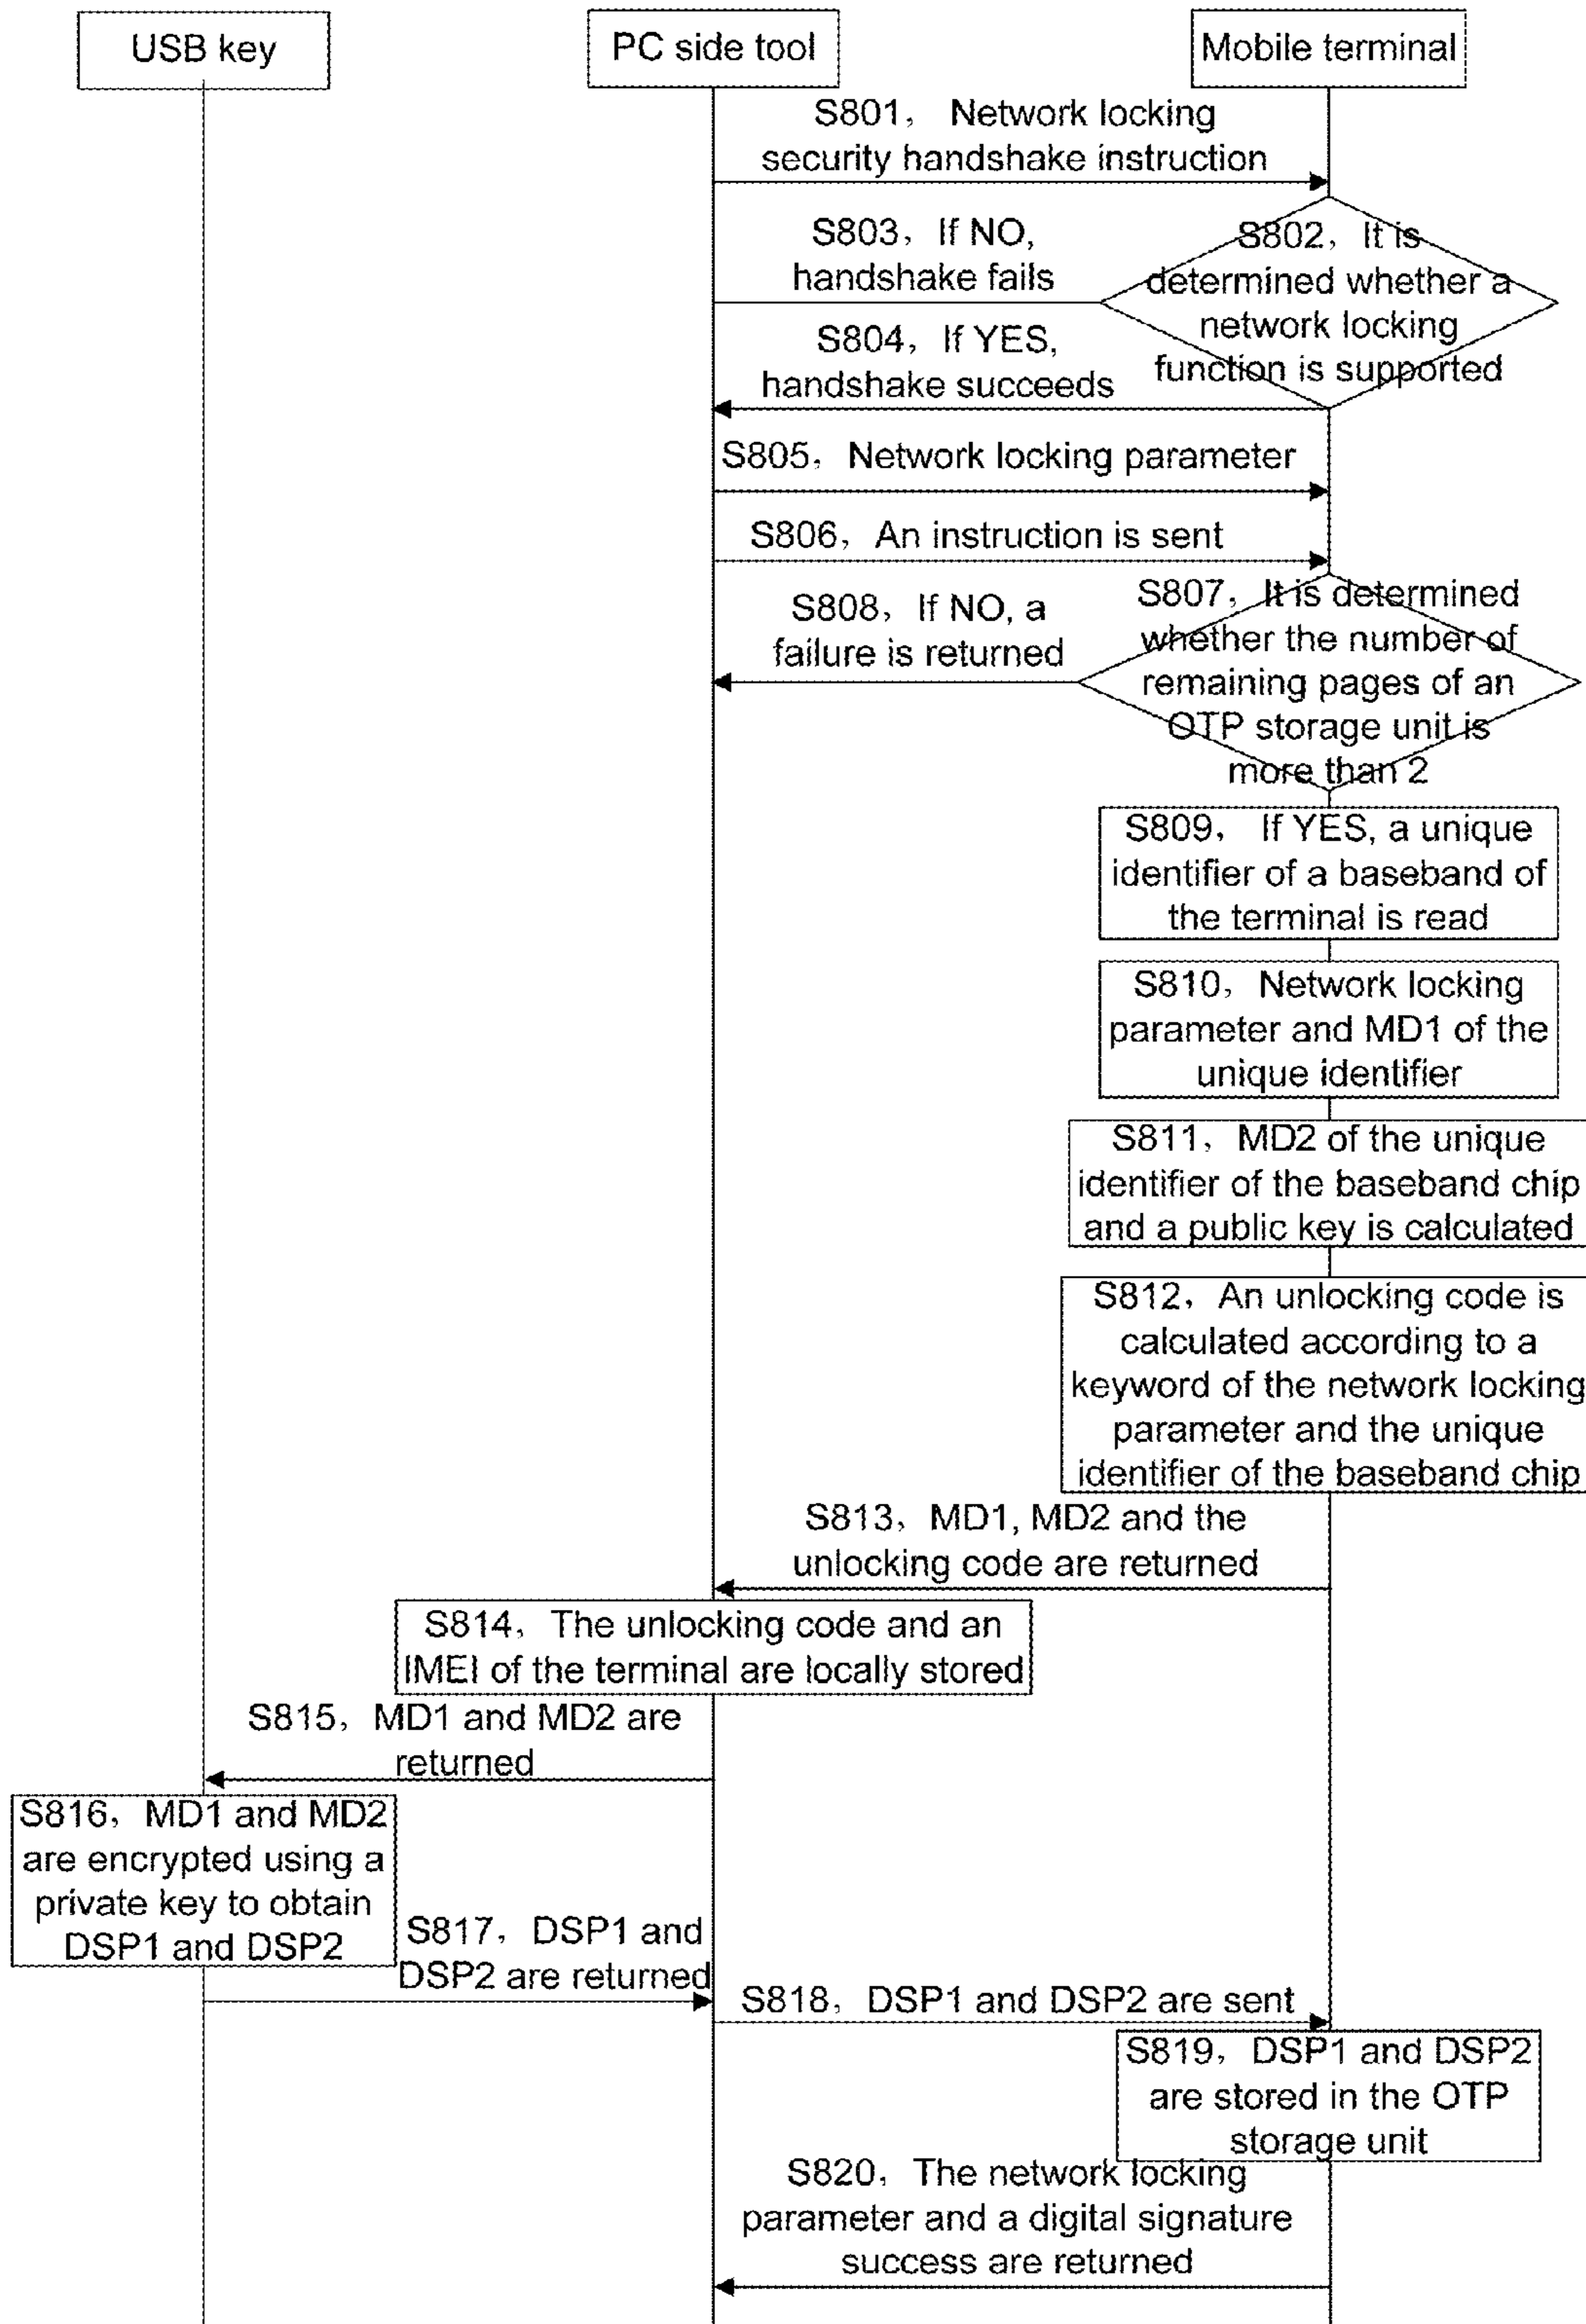 USB key
PC side tool
Mobile terminal
S801， Network locking
security handshake instruction
S803，If NO,
handshake fails
S802，It is
determined whether a
network locking
function is supported
S804，If YES,
handshake succeeds
S805，Network locking parameter
S806，An instruction is sent
S808，If NO, a
failure is returned
S807，It is determined
whether the number of
remaining pages of an
OTP storage unit is
more than 2
S809， If YES, a unique
identifier of a baseband of
the terminal is read
S810，Network locking
parameter and MD1 of the
unique identifier
S811，MD2 of the unique
identifier of the baseband chip
and a public key is calculated
S812，An unlocking code is
calculated according to a
keyword of the network locking
parameter and the unique
identifier of the baseband chip
S813，MD1, MD2 and the
unlocking code are returned
S814，The unlocking code and an
IMEI of the terminal are locally stored
S815，MD1 and MD2 are
returned
S816，MD1 and MD2
are encrypted using a
private key to obtain
DSP1 and DSP2
S817，DSP1 and
DSP2 are returned
S818，DSP1 and DSP2 are sent
S819，DSP1 and DSP2
are stored in the OTP
storage unit
S820，The network locking
parameter and a digital signature
success are returned